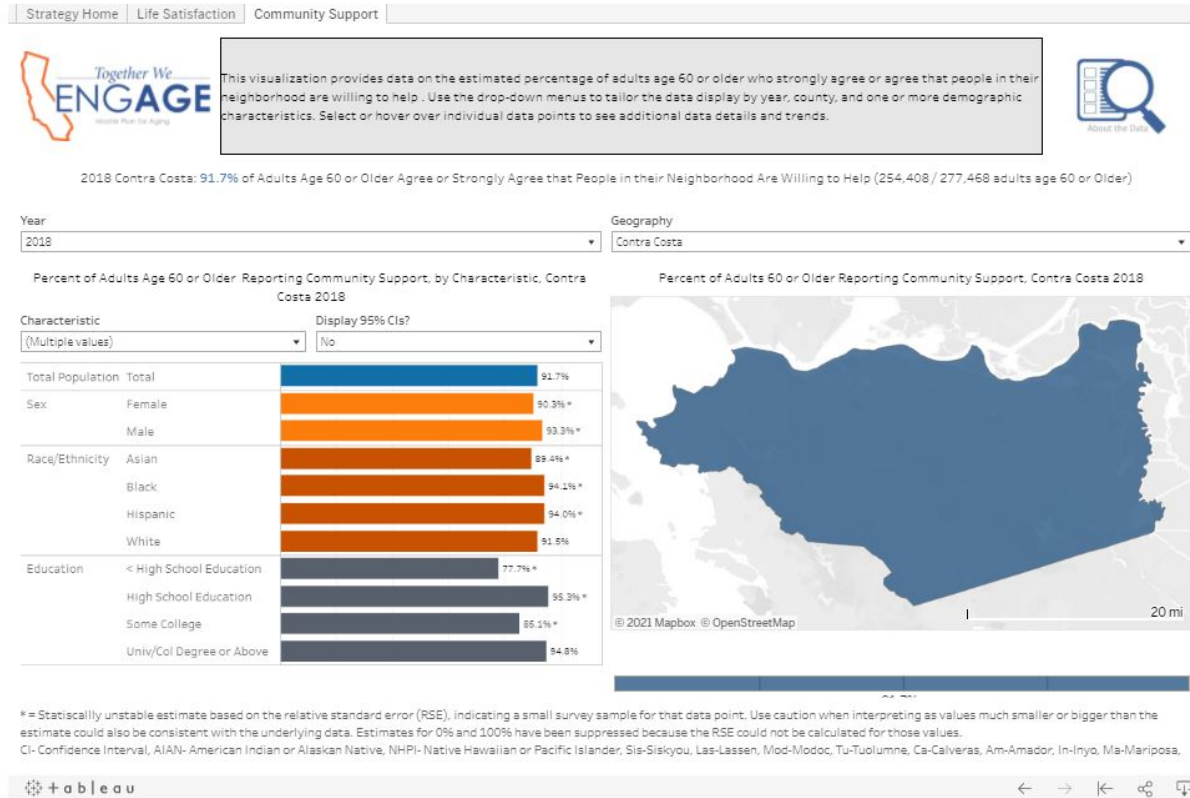 Strategy Home
Life Satisfaction
Community Support
Together We
ENGAGE
Master Plan for Aging
This visualization provides data on the estimated percentage of adults age 60 or older who strongly agree or agree that people in their
neighborhood are willing to help . Use the drop-down menus to tailor the data display by year, county, and one or more demographic
characteristics. Select or hover over individual data points to see additional data details and trends.
About the Data
2018 Contra Costa: 91.7% of Adults Age 60 or Older Agree or Strongly Agree that People in their Neighborhood Are Willing to Help (254,408 / 277,468 adults age 60 or Older)
Year
2018
Geography
Contra Costa
Percent of Adults Age 60 or Older Reporting Community Support, by Characteristic, Contra
Costa 2018
Characteristic
Display 95% CIs?
(Multiple values)
No
Total Population Total 91.7%
Sex Female 90.3% *
Male 93.3% *
Race/Ethnicity Asian 89.4% *
Black 94.1% *
Hispanic 94.0% *
White 91.5%
Education < High School Education 77.7% *
High School Education 95.3% *
Some College 85.1% *
Univ/Col Degree or Above 94.8%
Percent of Adults 60 or Older Reporting Community Support, Contra Costa 2018
© 2021 Mapbox © OpenStreetMap
20 mi
* = Statiscallly unstable estimate based on the relative standard error (RSE), indicating a small survey sample for that data point. Use caution when interpreting as values much smaller or bigger than the
estimate could also be consistent with the underlying data. Estimates for 0% and 100% have been suppressed because the RSE could not be calculated for those values.
CI- Confidence Interval, AIAN- American Indian or Alaskan Native, NHPI- Native Hawaiian or Pacific Islander, Sis-Siskyou, Las-Lassen, Mod-Modoc, Tu-Tuolumne, Ca-Calveras, Am-Amador, In-Inyo, Ma-Mariposa,
+ableau